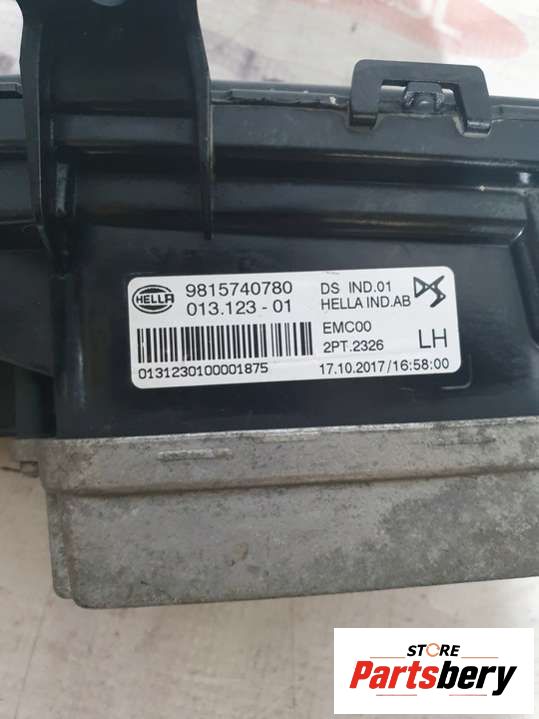 HELLA
9815740780
013.123 - 01
DS IND.01
HELLA IND.AB
DS
EMC00
2PT.2326
LH
0131230100001875
17.10.2017/16:58:00
STORE
Partsbery